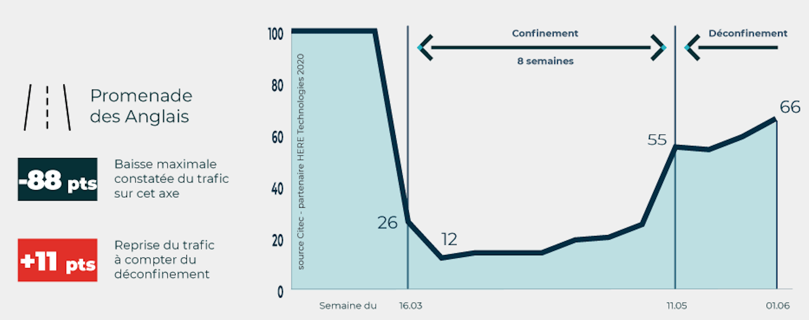 Promenade
des Anglais
-88 pts
Baisse maximale
constatée du trafic
sur cet axe
+11 pts
Reprise du trafic
à compter du
déconfinement
100
80
60
40
20
0
source Citec - partenaire HERE Technologies 2020
Confinement
8 semaines
Déconfinement
26
12
55
66
Semaine du
16.03
11.05
01.06